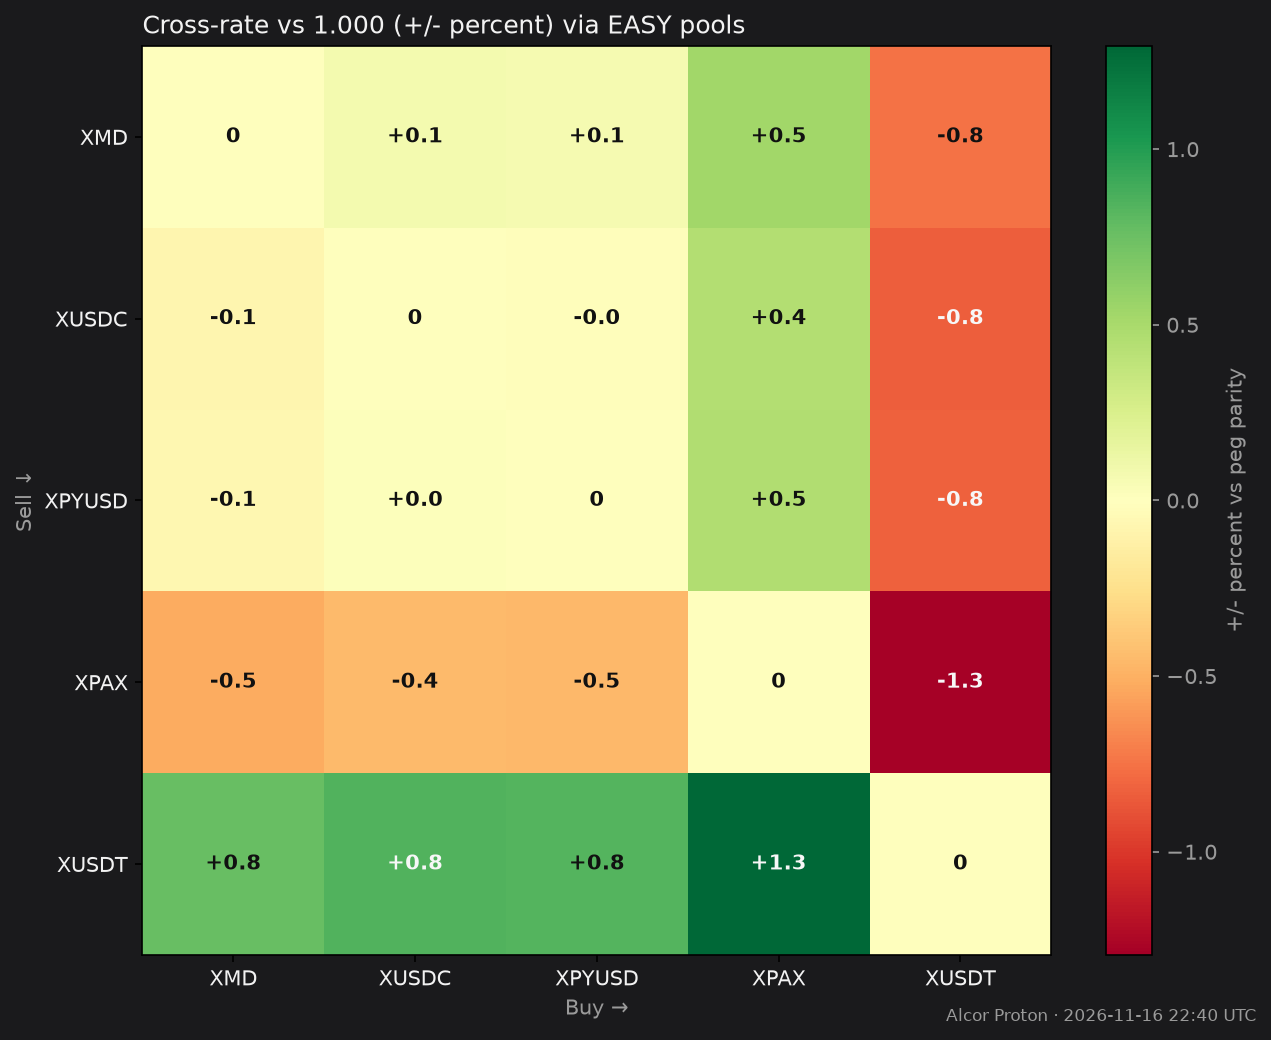 Cross-rate vs 1.000 (+/- percent) via EASY pools
XMD 0 +0.1 +0.1 +0.5 -0.8
XUSDC -0.1 0 -0.0 +0.4 -0.8
XPYUSD -0.1 +0.0 0 +0.5 -0.8
XPAX -0.5 -0.4 -0.5 0 -1.3
XUSDT +0.8 +0.8 +0.8 +1.3 0
XMD XUSDC XPYUSD XPAX XUSDT
Sell ↓
Buy →
1.0
0.5
0.0
−0.5
−1.0
+/- percent vs peg parity
Alcor Proton · 2026-11-16 22:40 UTC